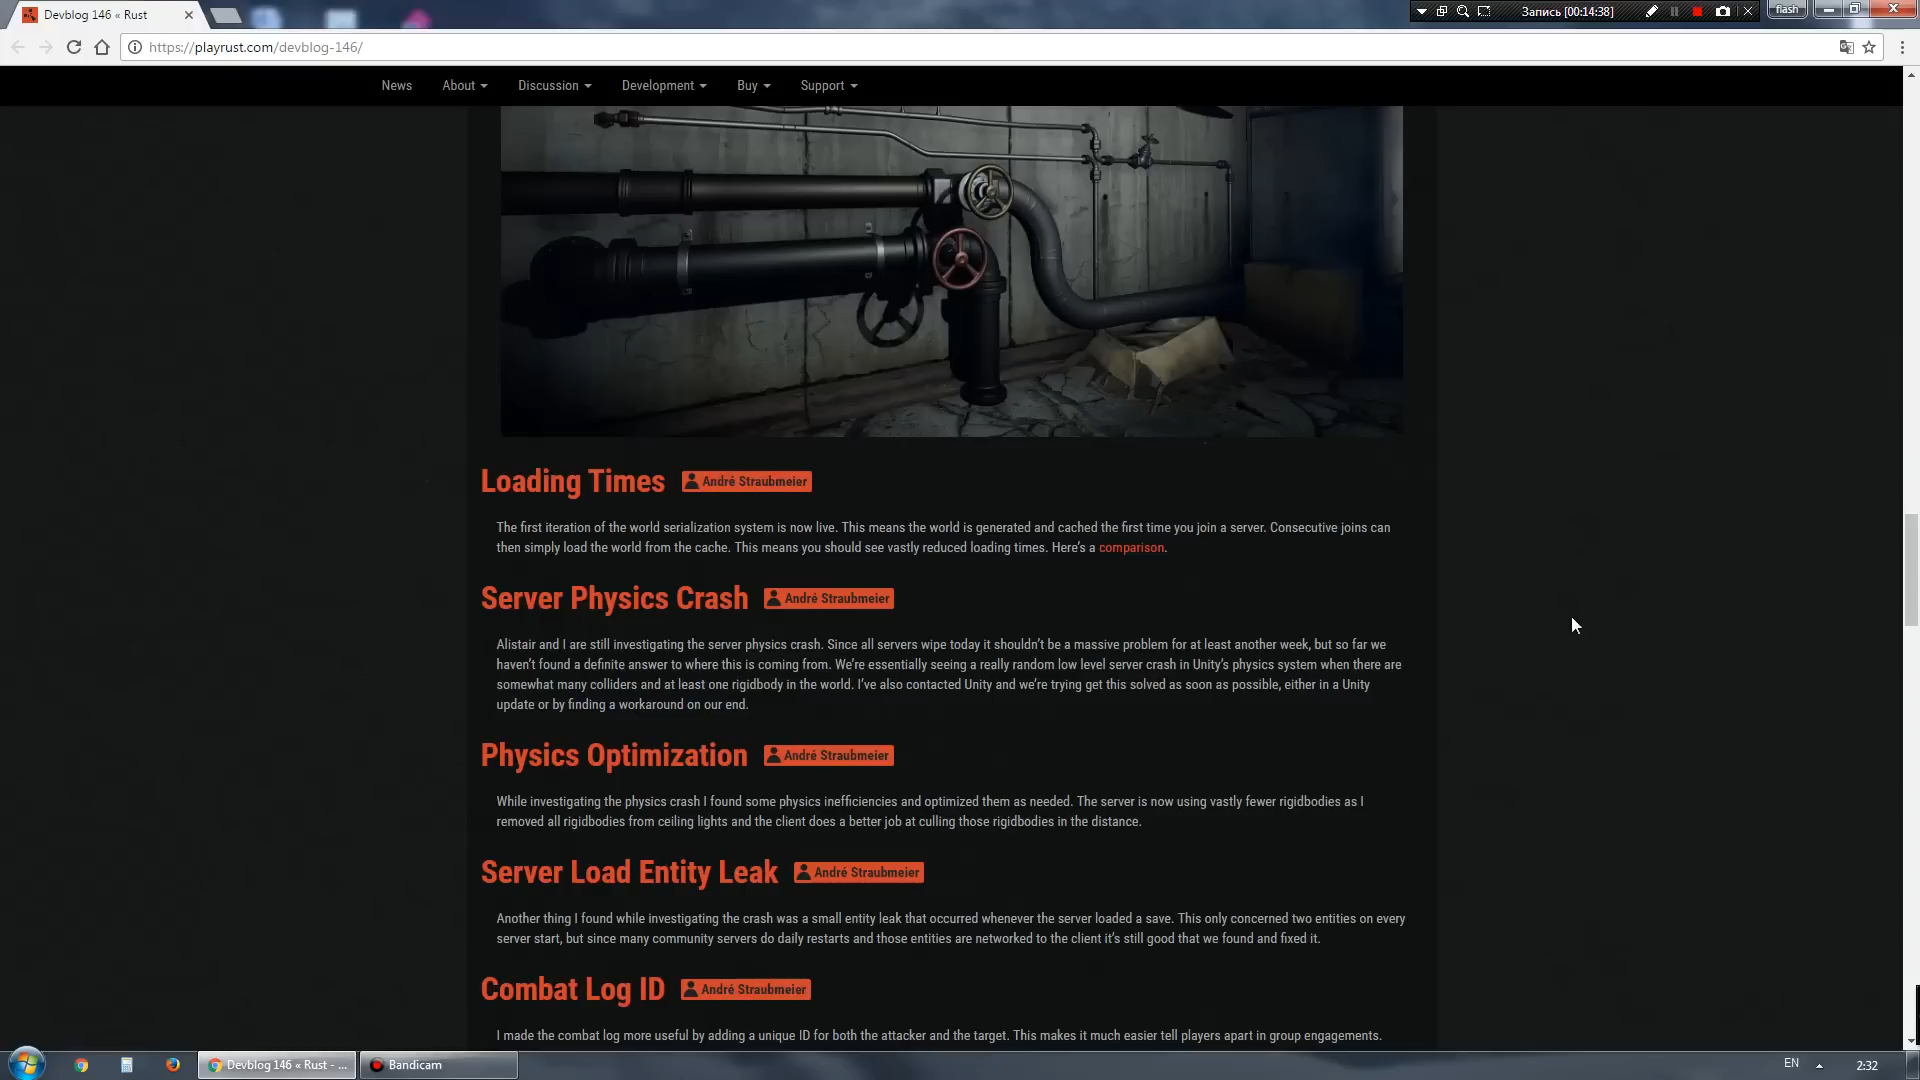 Devblog 146 « Rust
Запись [00:14:38]
flash
https://playrust.com/devblog-146/
News About Discussion Development Buy Support
Loading Times André Straubmeier
The first iteration of the world serialization system is now live. This means the world is generated and cached the first time you join a server. Consecutive joins can
then simply load the world from the cache. This means you should see vastly reduced loading times. Here’s a comparison.
Server Physics Crash André Straubmeier
Alistair and I are still investigating the server physics crash. Since all servers wipe today it shouldn’t be a massive problem for at least another week, but so far we
haven’t found a definite answer to where this is coming from. We’re essentially seeing a really random low level server crash in Unity’s physics system when there are
somewhat many colliders and at least one rigidbody in the world. I’ve also contacted Unity and we’re trying get this solved as soon as possible, either in a Unity
update or by finding a workaround on our end.
Physics Optimization André Straubmeier
While investigating the physics crash I found some physics inefficiencies and optimized them as needed. The server is now using vastly fewer rigidbodies as I
removed all rigidbodies from ceiling lights and the client does a better job at culling those rigidbodies in the distance.
Server Load Entity Leak André Straubmeier
Another thing I found while investigating the crash was a small entity leak that occurred whenever the server loaded a save. This only concerned two entities on every
server start, but since many community servers do daily restarts and those entities are networked to the client it’s still good that we found and fixed it.
Combat Log ID André Straubmeier
I made the combat log more useful by adding a unique ID for both the attacker and the target. This makes it much easier tell players apart in group engagements.
Devblog 146 « Rust - ... Bandicam EN 2:32